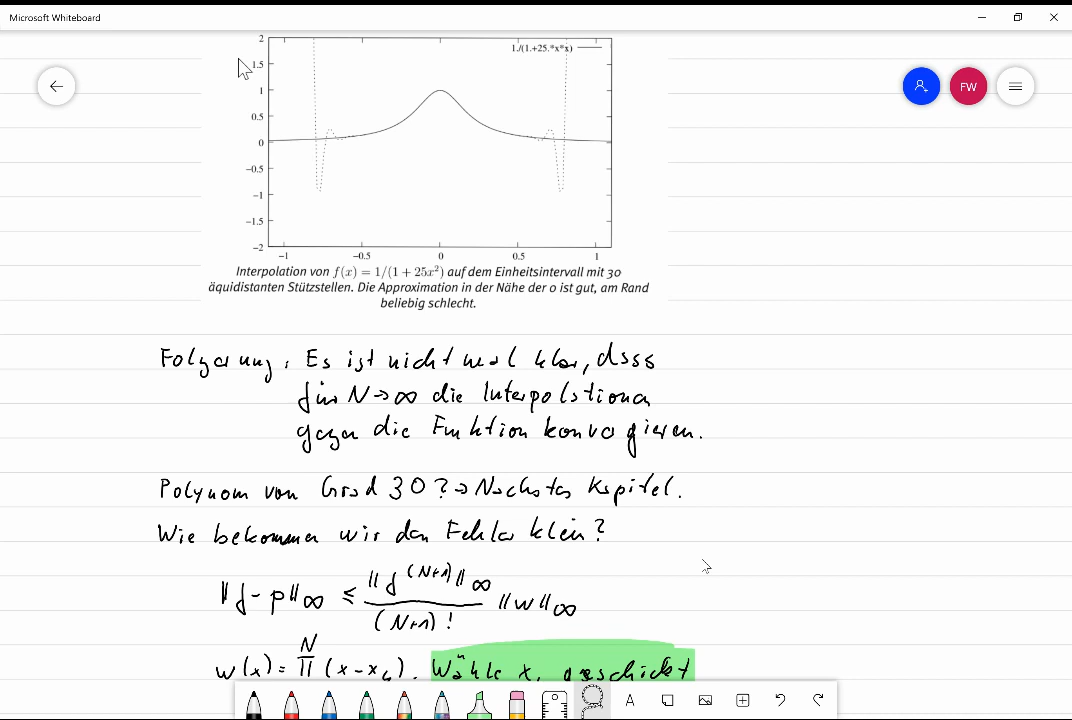 Microsoft Whiteboard
FW
2
1.5
1
0.5
0
−0.5
−1
−1.5
−2
−1
−0.5
0
0.5
1
1./(1.+25.*x*x)
Interpolation von f(x) = 1/(1 + 25x²) auf dem Einheitsintervall mit 30
äquidistanten Stützstellen. Die Approximation in der Nähe der 0 ist gut, am Rand
beliebig schlecht.
Folgerung: Es ist nicht mal klar, dass
für N → ∞ die Interpolationen
gegen die Funktion konvergieren.
Polynom von Grad 30? → Nächstes Kapitel.
Wie bekommen wir den Fehler klein?
||f - p||∞ ≤ ||f^(N+1)||∞ / (N+1)! ||w||∞
w(x) = N Π (x - x). Wähle x geschickt
A